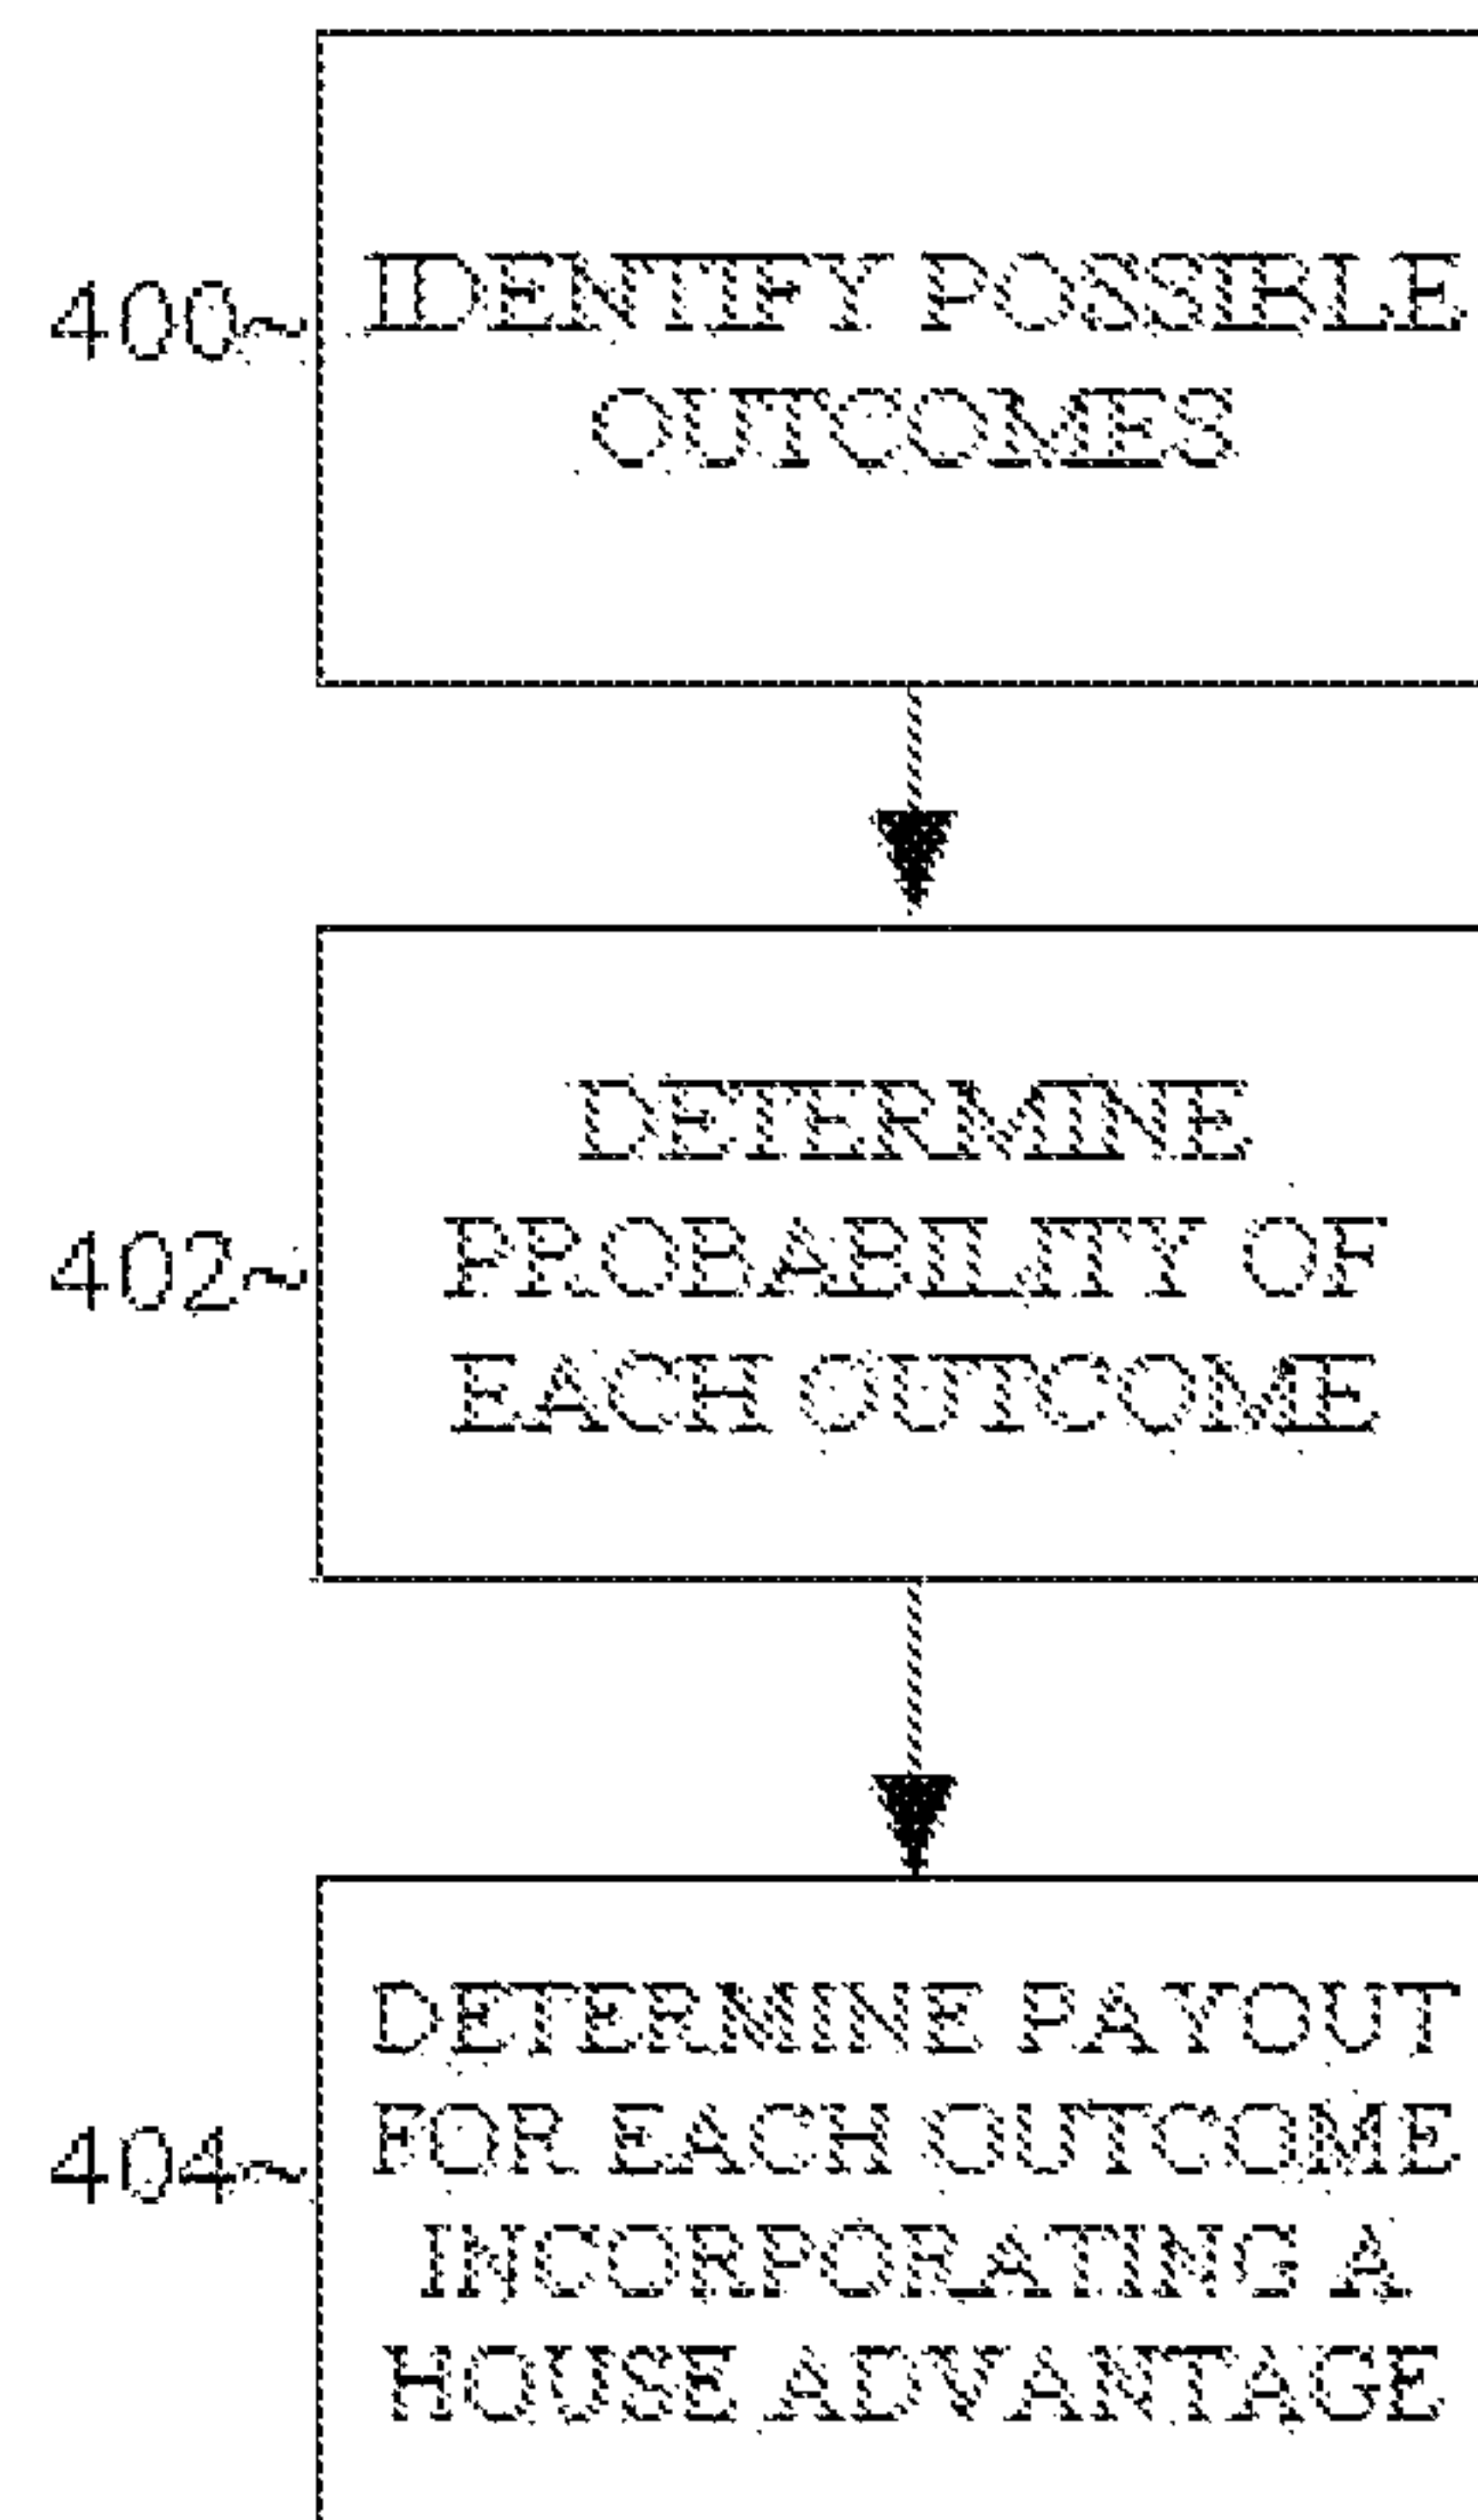 400
IDENTIFY POSSIBLE
OUTCOMES
402
DETERMINE
PROBABILITY OF
EACH OUTCOME
404
DETERMINE PAYOUT
FOR EACH OUTCOME
INCORPORATING A
HOUSE ADVANTAGE